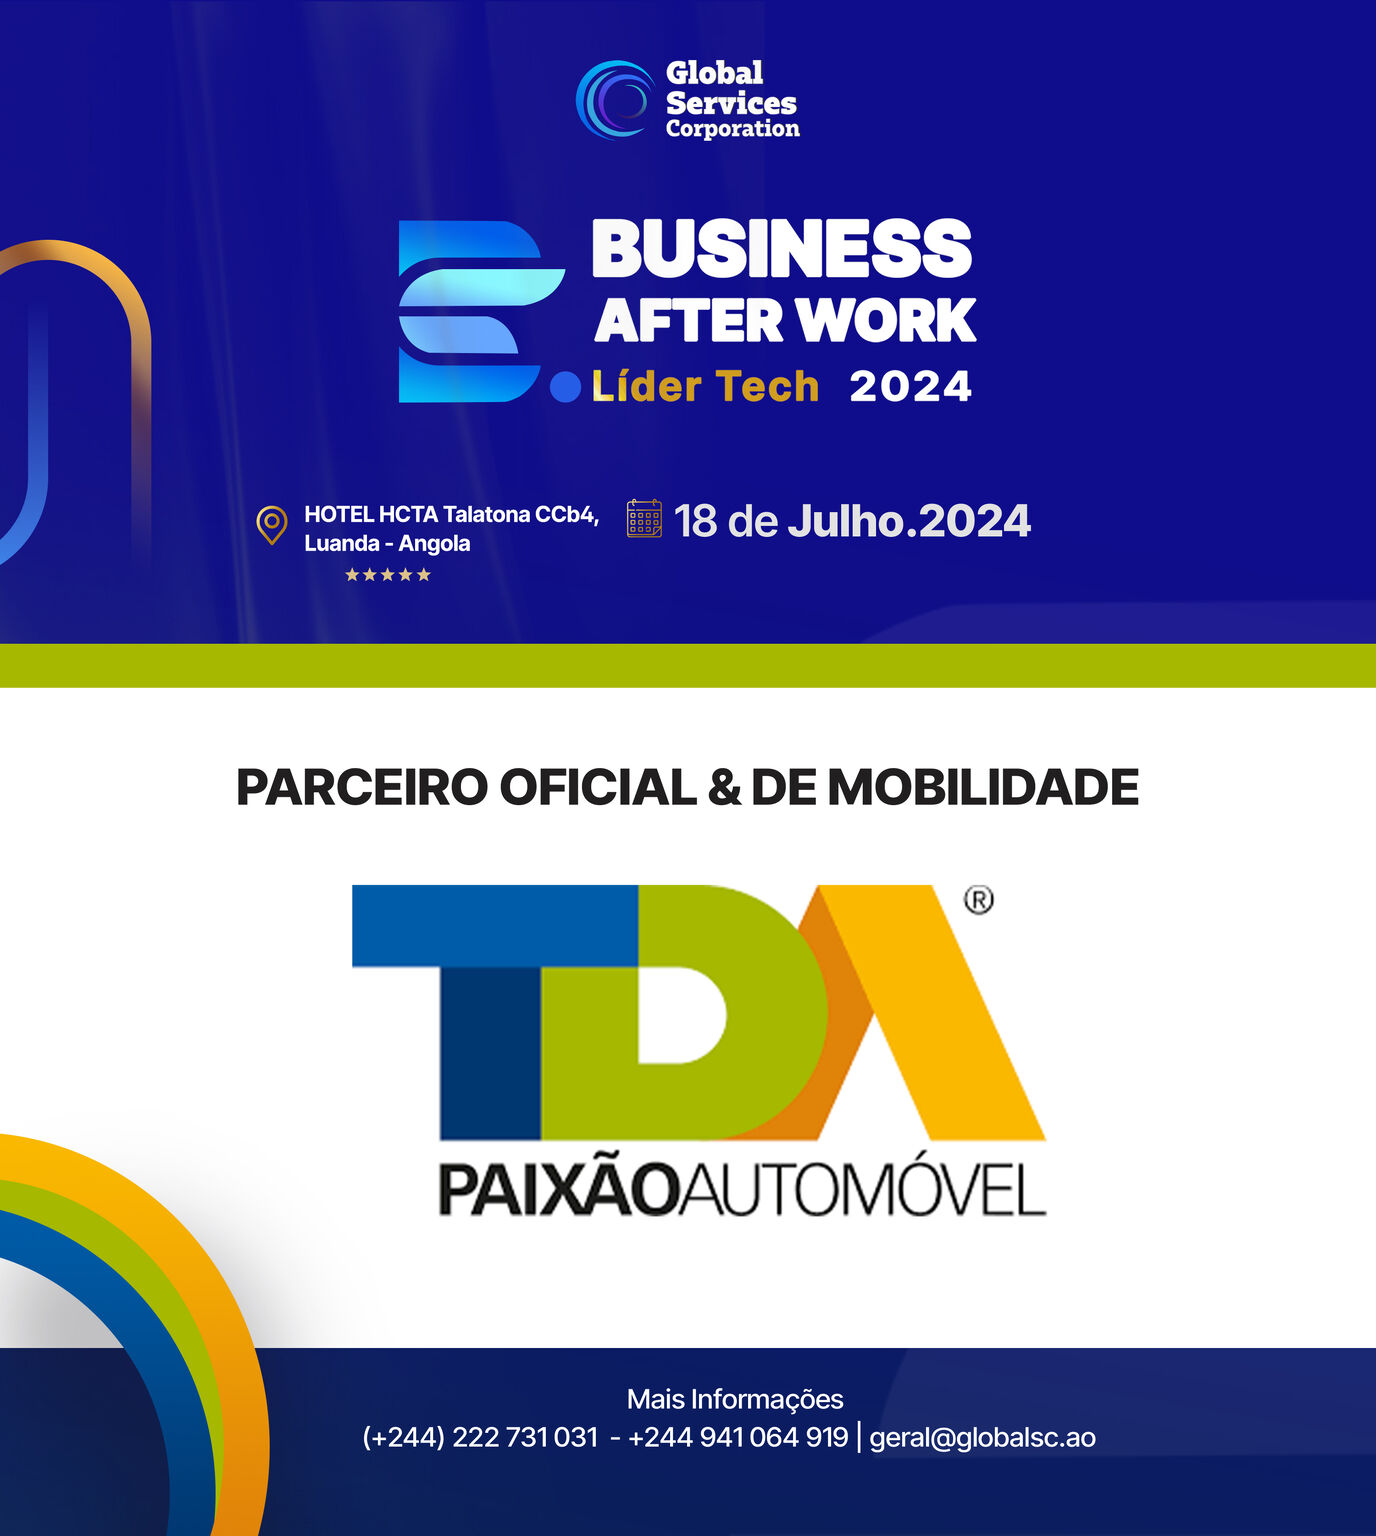 Global
Services
Corporation
BUSINESS
AFTER WORK
Líder Tech 2024
HOTEL HCTA Talatona CCb4,
Luanda - Angola
18 de Julho.2024
PARCEIRO OFICIAL & DE MOBILIDADE
TDA®
PAIXÃOAUTOMÓVEL
Mais Informações
(+244) 222 731 031 - +244 941 064 919 | geral@globalsc.ao